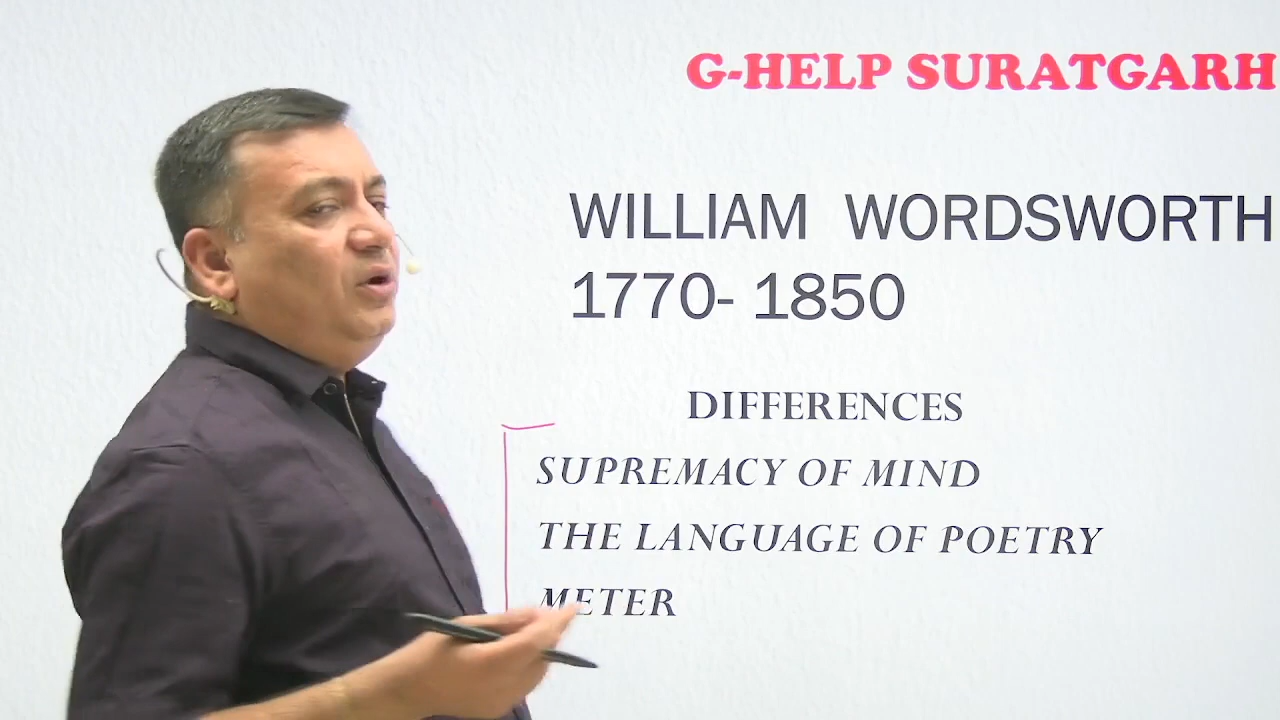 G-HELP SURATGARH
WILLIAM WORDSWORTH
1770- 1850
DIFFERENCES
SUPREMACY OF MIND
THE LANGUAGE OF POETRY
METER